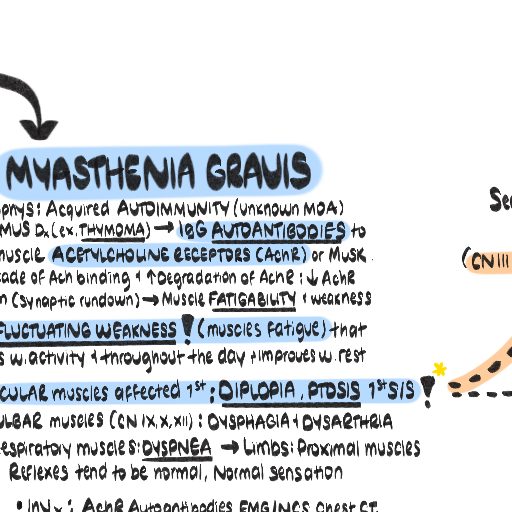 MYASTHENIA GRAVIS
ophys: Acquired AUTOIMMUNITY (unknown MOA)
MUS Dx (ex. THYMOMA) → IgG AUTOANTIBODIES to
muscle ACETYLCHOLINE RECEPTORS (AchR) or MusK.
cade of Ach binding + ↑Degradation of AchR : ↓ AchR
n (synaptic rundown) → Muscle FATIGABILITY + weakness
FLUCTUATING WEAKNESS ! (muscles fatigue) that
s w. activity + throughout the day + improves w. rest
CULAR muscles affected 1st : DIPLOPIA, PTOSIS 1st S/S !
ULBAR muscles (CN IX, X, XII) : DYSPHAGIA + DYSARTHRIA
espiratory muscles: DYSPNEA → Limbs: Proximal muscles
Reflexes tend to be normal, Normal sensation
• INVx : AchR Autoantibodies EMG/NCS Chest CT
(CN III